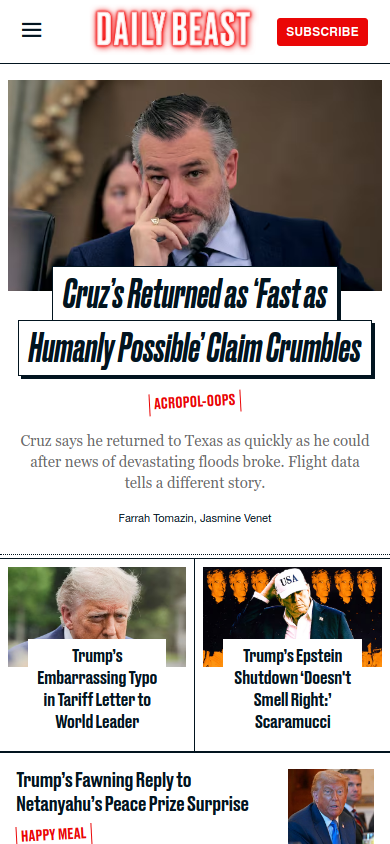 DAILY BEAST
SUBSCRIBE
Cruz's Returned as ‘Fast as
Humanly Possible’ Claim Crumbles
ACROPOL-OOPS
Cruz says he returned to Texas as quickly as he could
after news of devastating floods broke. Flight data
tells a different story.
Farrah Tomazin, Jasmine Venet
Trump's
Embarrassing Typo
in Tariff Letter to
World Leader
USA
Trump's Epstein
Shutdown ‘Doesn't
Smell Right:’
Scaramucci
Trump's Fawning Reply to
Netanyahu's Peace Prize Surprise
HAPPY MEAL